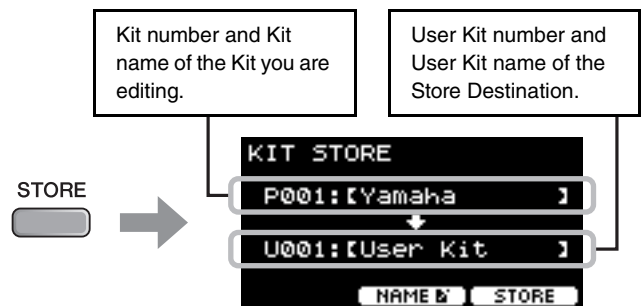 Kit number and Kit
name of the Kit you are
editing.
User Kit number and
User Kit name of the
Store Destination.
STORE
KIT STORE
P001:[Yamaha ]
U001:[User Kit ]
NAME
STORE